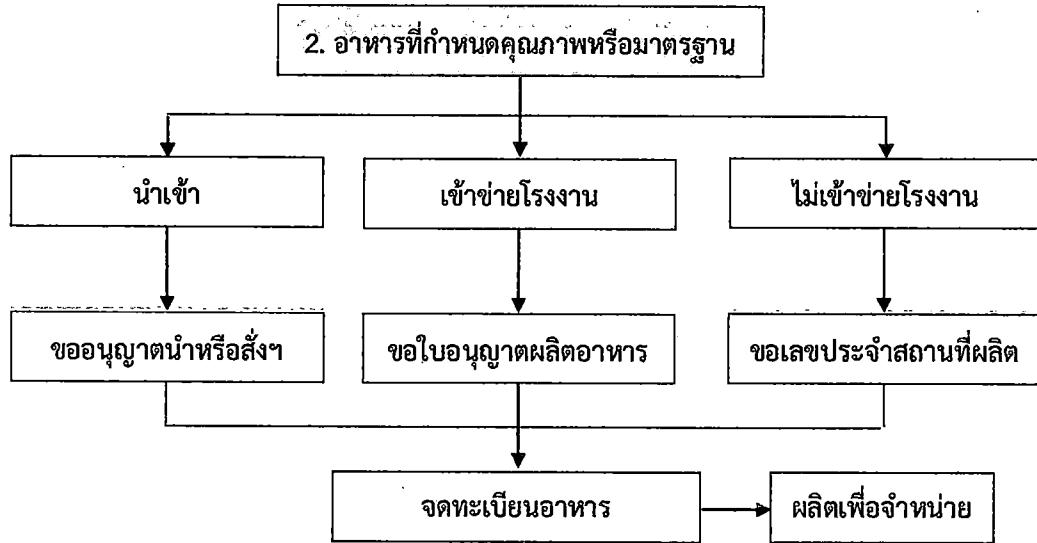 2. อาหารที่กำหนดคุณภาพหรือมาตรฐาน
นำเข้า
เข้าข่ายโรงงาน
ไม่เข้าข่ายโรงงาน
ขออนุญาตนำหรือสั่งฯ
ขอใบอนุญาตผลิตอาหาร
ขอเลขประจำสถานที่ผลิต
จดทะเบียนอาหาร
ผลิตเพื่อจำหน่าย